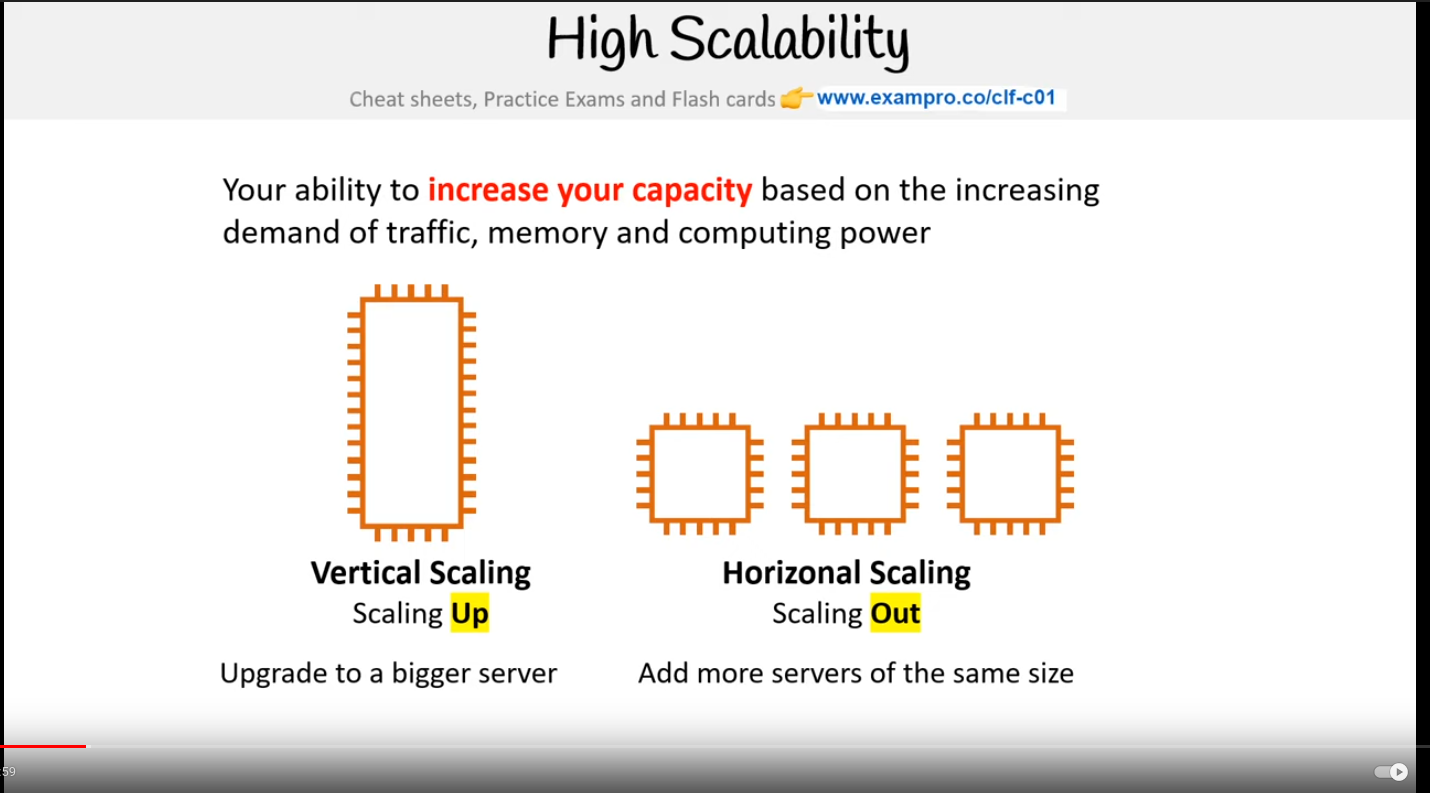 High Scalability
Cheat sheets, Practice Exams and Flash cards 👉 www.exampro.co/clf-c01
Your ability to increase your capacity based on the increasing
demand of traffic, memory and computing power
Vertical Scaling
Scaling Up
Upgrade to a bigger server
Horizonal Scaling
Scaling Out
Add more servers of the same size
:59